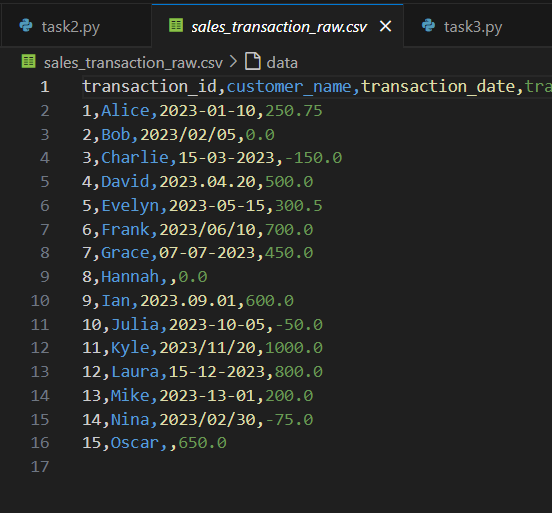 task2.py sales_transaction_raw.csv task3.py
sales_transaction_raw.csv > data
1 transaction_id,customer_name,transaction_date,tra
2 1,Alice,2023-01-10,250.75
3 2,Bob,2023/02/05,0.0
4 3,Charlie,15-03-2023,-150.0
5 4,David,2023.04.20,500.0
6 5,Evelyn,2023-05-15,300.5
7 6,Frank,2023/06/10,700.0
8 7,Grace,07-07-2023,450.0
9 8,Hannah,,0.0
10 9,Ian,2023.09.01,600.0
11 10,Julia,2023-10-05,-50.0
12 11,Kyle,2023/11/20,1000.0
13 12,Laura,15-12-2023,800.0
14 13,Mike,2023-13-01,200.0
15 14,Nina,2023/02/30,-75.0
16 15,Oscar,,650.0
17